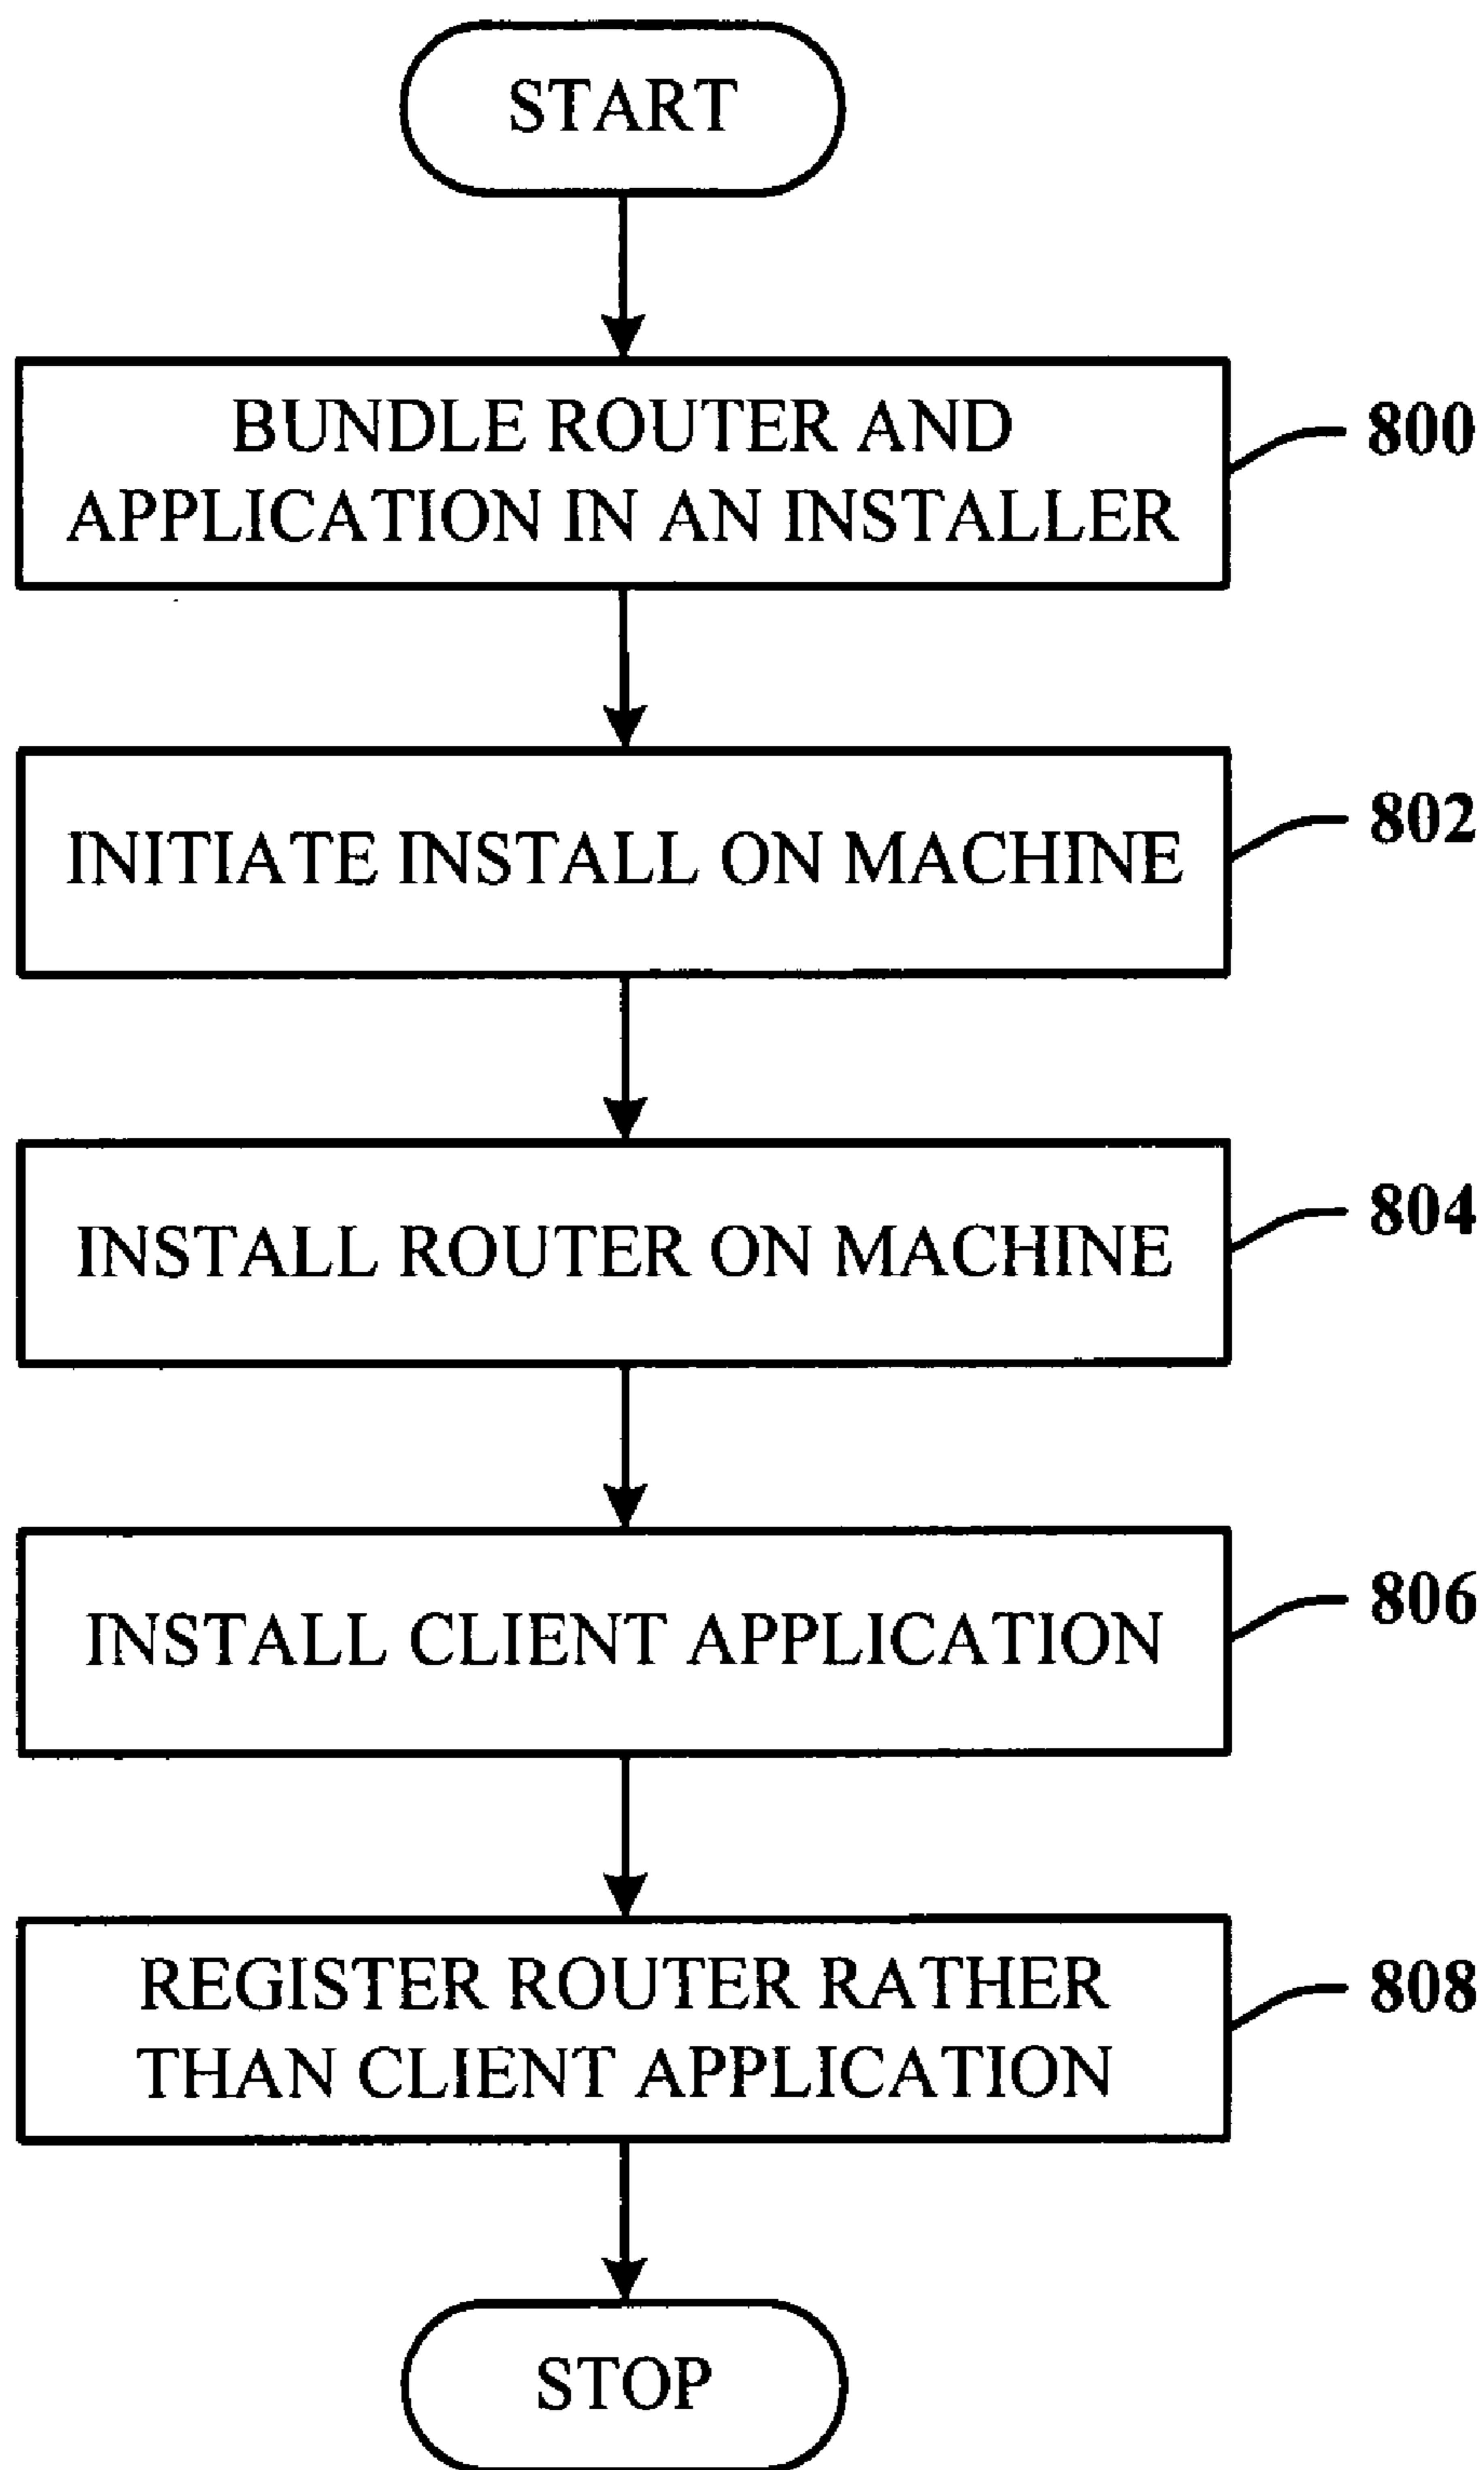 START
BUNDLE ROUTER AND
APPLICATION IN AN INSTALLER
800
INITIATE INSTALL ON MACHINE
802
INSTALL ROUTER ON MACHINE
804
INSTALL CLIENT APPLICATION
806
REGISTER ROUTER RATHER
THAN CLIENT APPLICATION
808
STOP